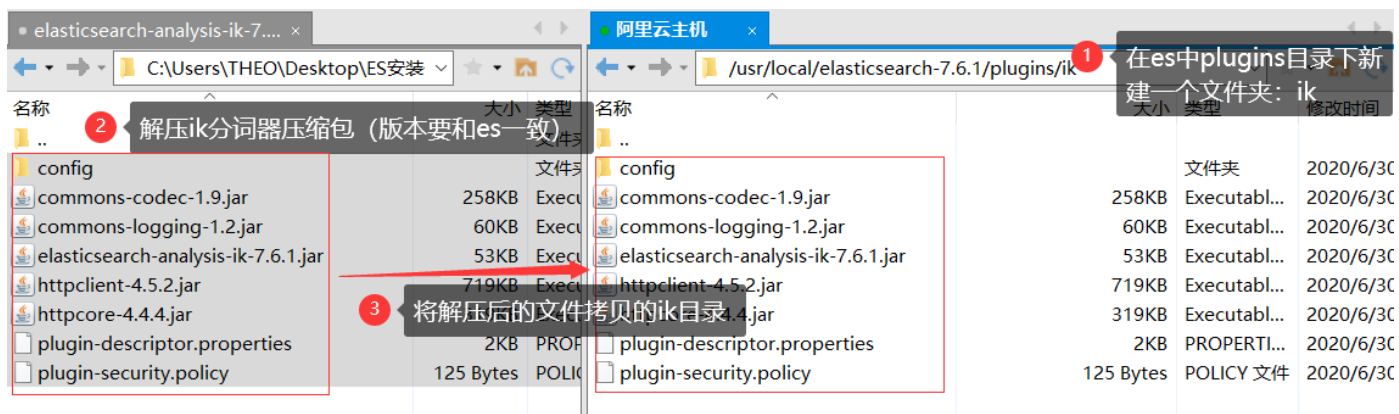 elasticsearch-analysis-ik-7....
阿里云主机
C:\Users\THEO\Desktop\ES安装
/usr/local/elasticsearch-7.6.1/plugins/ik
1 在es中plugins目录下新
建一个文件夹：ik
名称 大小 类型
名称 大小 类型 修改时间
2 解压ik分词器压缩包（版本要和es一致）
..
..
config 文件夹
config 文件夹 2020/6/30
commons-codec-1.9.jar 258KB Execu
commons-codec-1.9.jar 258KB Executabl... 2020/6/30
commons-logging-1.2.jar 60KB Execu
commons-logging-1.2.jar 60KB Executabl... 2020/6/30
elasticsearch-analysis-ik-7.6.1.jar 53KB Execu
elasticsearch-analysis-ik-7.6.1.jar 53KB Executabl... 2020/6/30
httpclient-4.5.2.jar 719KB Execu
httpclient-4.5.2.jar 719KB Executabl... 2020/6/30
3 将解压后的文件拷贝的ik目录
httpcore-4.4.4.jar
4.4.jar 319KB Executabl... 2020/6/30
plugin-descriptor.properties 2KB PROP
plugin-descriptor.properties 2KB PROPERTI... 2020/6/30
plugin-security.policy 125 Bytes POLIC
plugin-security.policy 125 Bytes POLICY 文件 2020/6/30